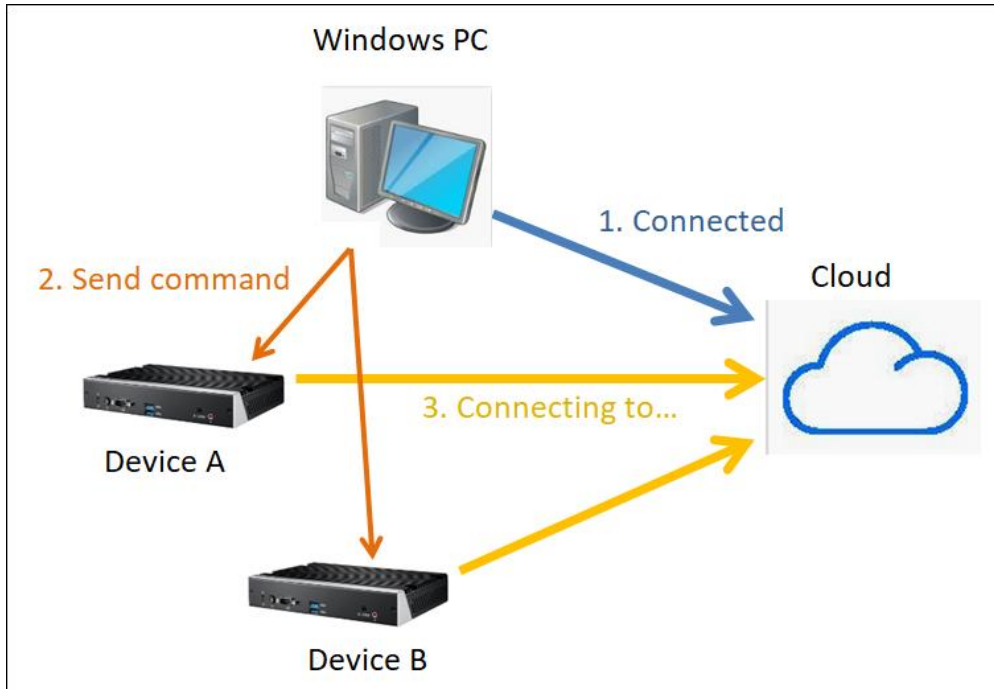 Windows PC
1. Connected
2. Send command
Cloud
3. Connecting to...
Device A
Device B